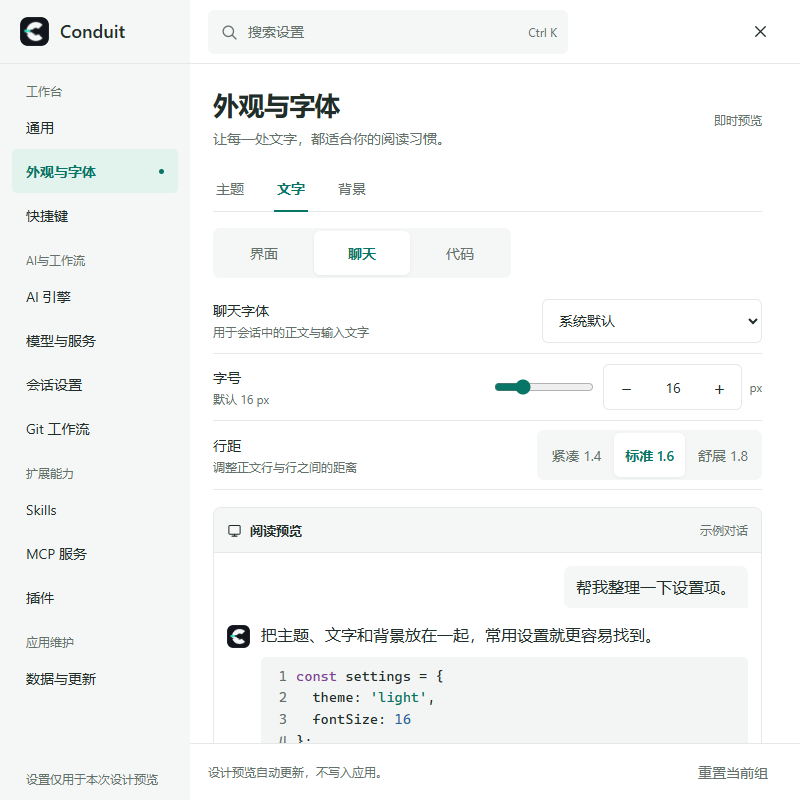 Conduit
搜索设置 Ctrl K
工作台
通用
外观与字体
快捷键
AI与工作流
AI 引擎
模型与服务
会话设置
Git 工作流
扩展能力
Skills
MCP 服务
插件
应用维护
数据与更新
设置仅用于本次设计预览
外观与字体
让每一处文字，都适合你的阅读习惯。
即时预览
主题 文字 背景
界面 聊天 代码
聊天字体
用于会话中的正文与输入文字
系统默认
字号
默认 16 px
− 16 + px
行距
调整正文行与行之间的距离
紧凑 1.4 标准 1.6 舒展 1.8
阅读预览 示例对话
帮我整理一下设置项。
把主题、文字和背景放在一起，常用设置就更容易找到。
1 const settings = {
2 theme: 'light',
3 fontSize: 16
4 };
设计预览自动更新，不写入应用。
重置当前组